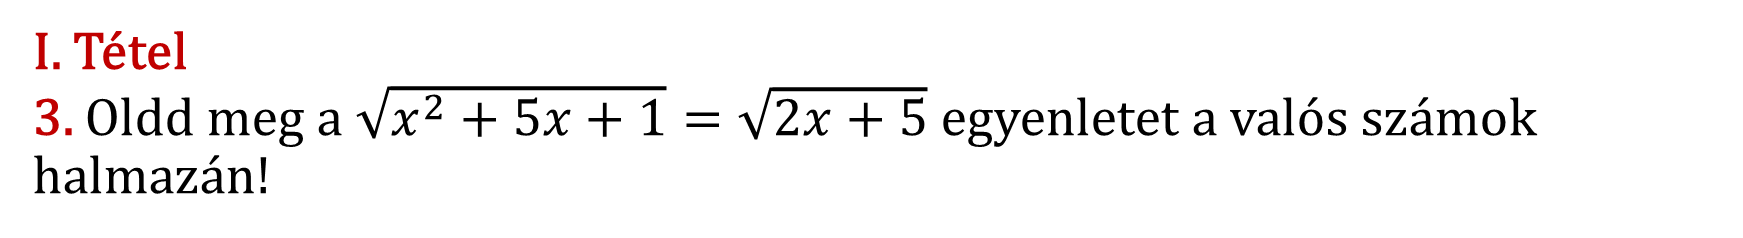 I. Tétel
3. Oldd meg a √(x² + 5x + 1) = √(2x + 5) egyenletet a valós számok
halmazán!